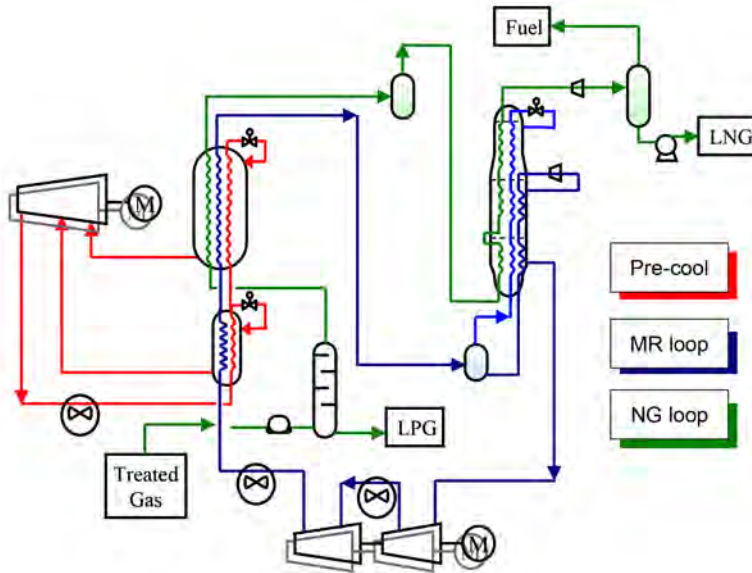 Fuel
LNG
M
Pre-cool
MR loop
NG loop
LPG
Treated
Gas
M